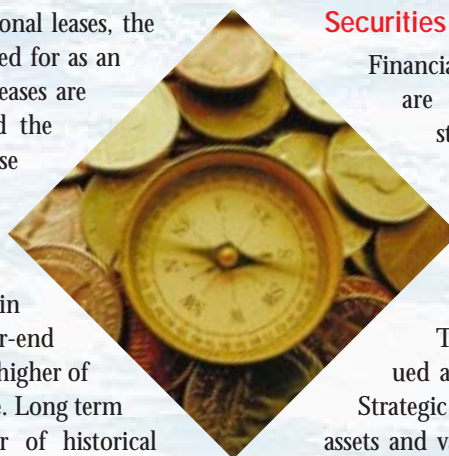 onal leases, the
ed for as an
eases are
d the
se
in
r-end
higher of
e. Long term
r of historical
Securities
Financia
are
st
T
ued a
Strategic
assets and va